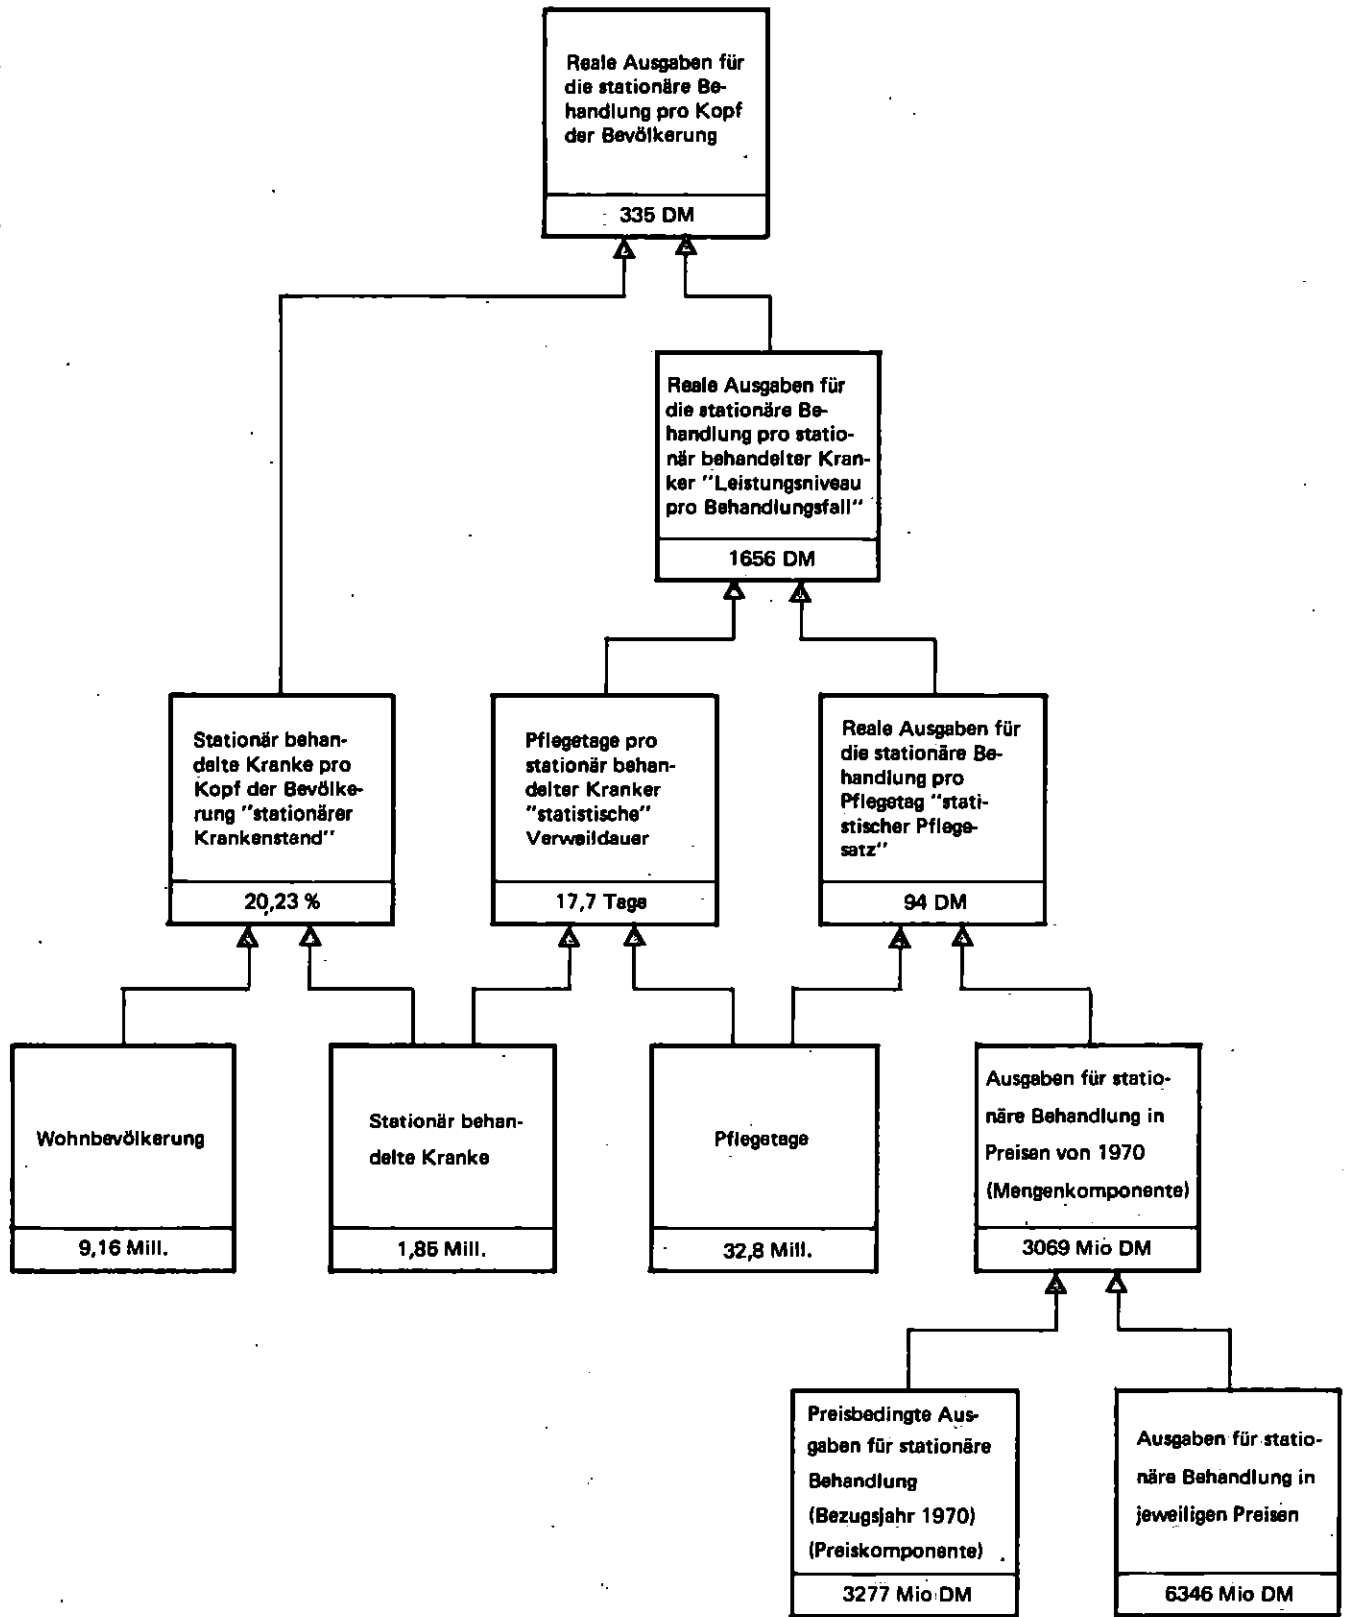 Reale Ausgaben für
die stationäre Be-
handlung pro Kopf
der Bevölkerung
335 DM
Reale Ausgaben für
die stationäre Be-
handlung pro statio-
när behandelter Kran-
ker "Leistungsniveau
pro Behandlungsfall"
1656 DM
Stationär behan-
delte Kranke pro
Kopf der Bevölke-
rung "stationärer
Krankenstand"
20,23 %
Pflegetage pro
stationär behan-
delter Kranker
"statistische"
Verweildauer
17,7 Tage
Reale Ausgaben für
die stationäre Be-
handlung pro
Pflegetag "stati-
stischer Pflege-
satz"
94 DM
Wohnbevölkerung
9,16 Mill.
Stationär behan-
delte Kranke
1,85 Mill.
Pflegetage
32,8 Mill.
Ausgaben für statio-
näre Behandlung in
Preisen von 1970
(Mengenkomponente)
3069 Mio DM
Preisbedingte Aus-
gaben für stationäre
Behandlung
(Bezugsjahr 1970)
(Preiskomponente)
3277 Mio DM
Ausgaben für statio-
näre Behandlung in
jeweiligen Preisen
6346 Mio DM